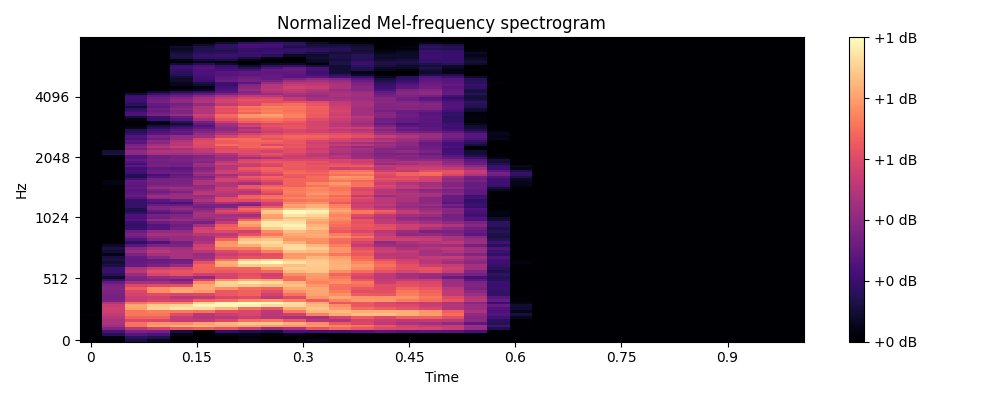 Normalized Mel-frequency spectrogram
Hz
4096
2048
1024
512
0
0 0.15 0.3 0.45 0.6 0.75 0.9
Time
+1 dB
+1 dB
+1 dB
+0 dB
+0 dB
+0 dB